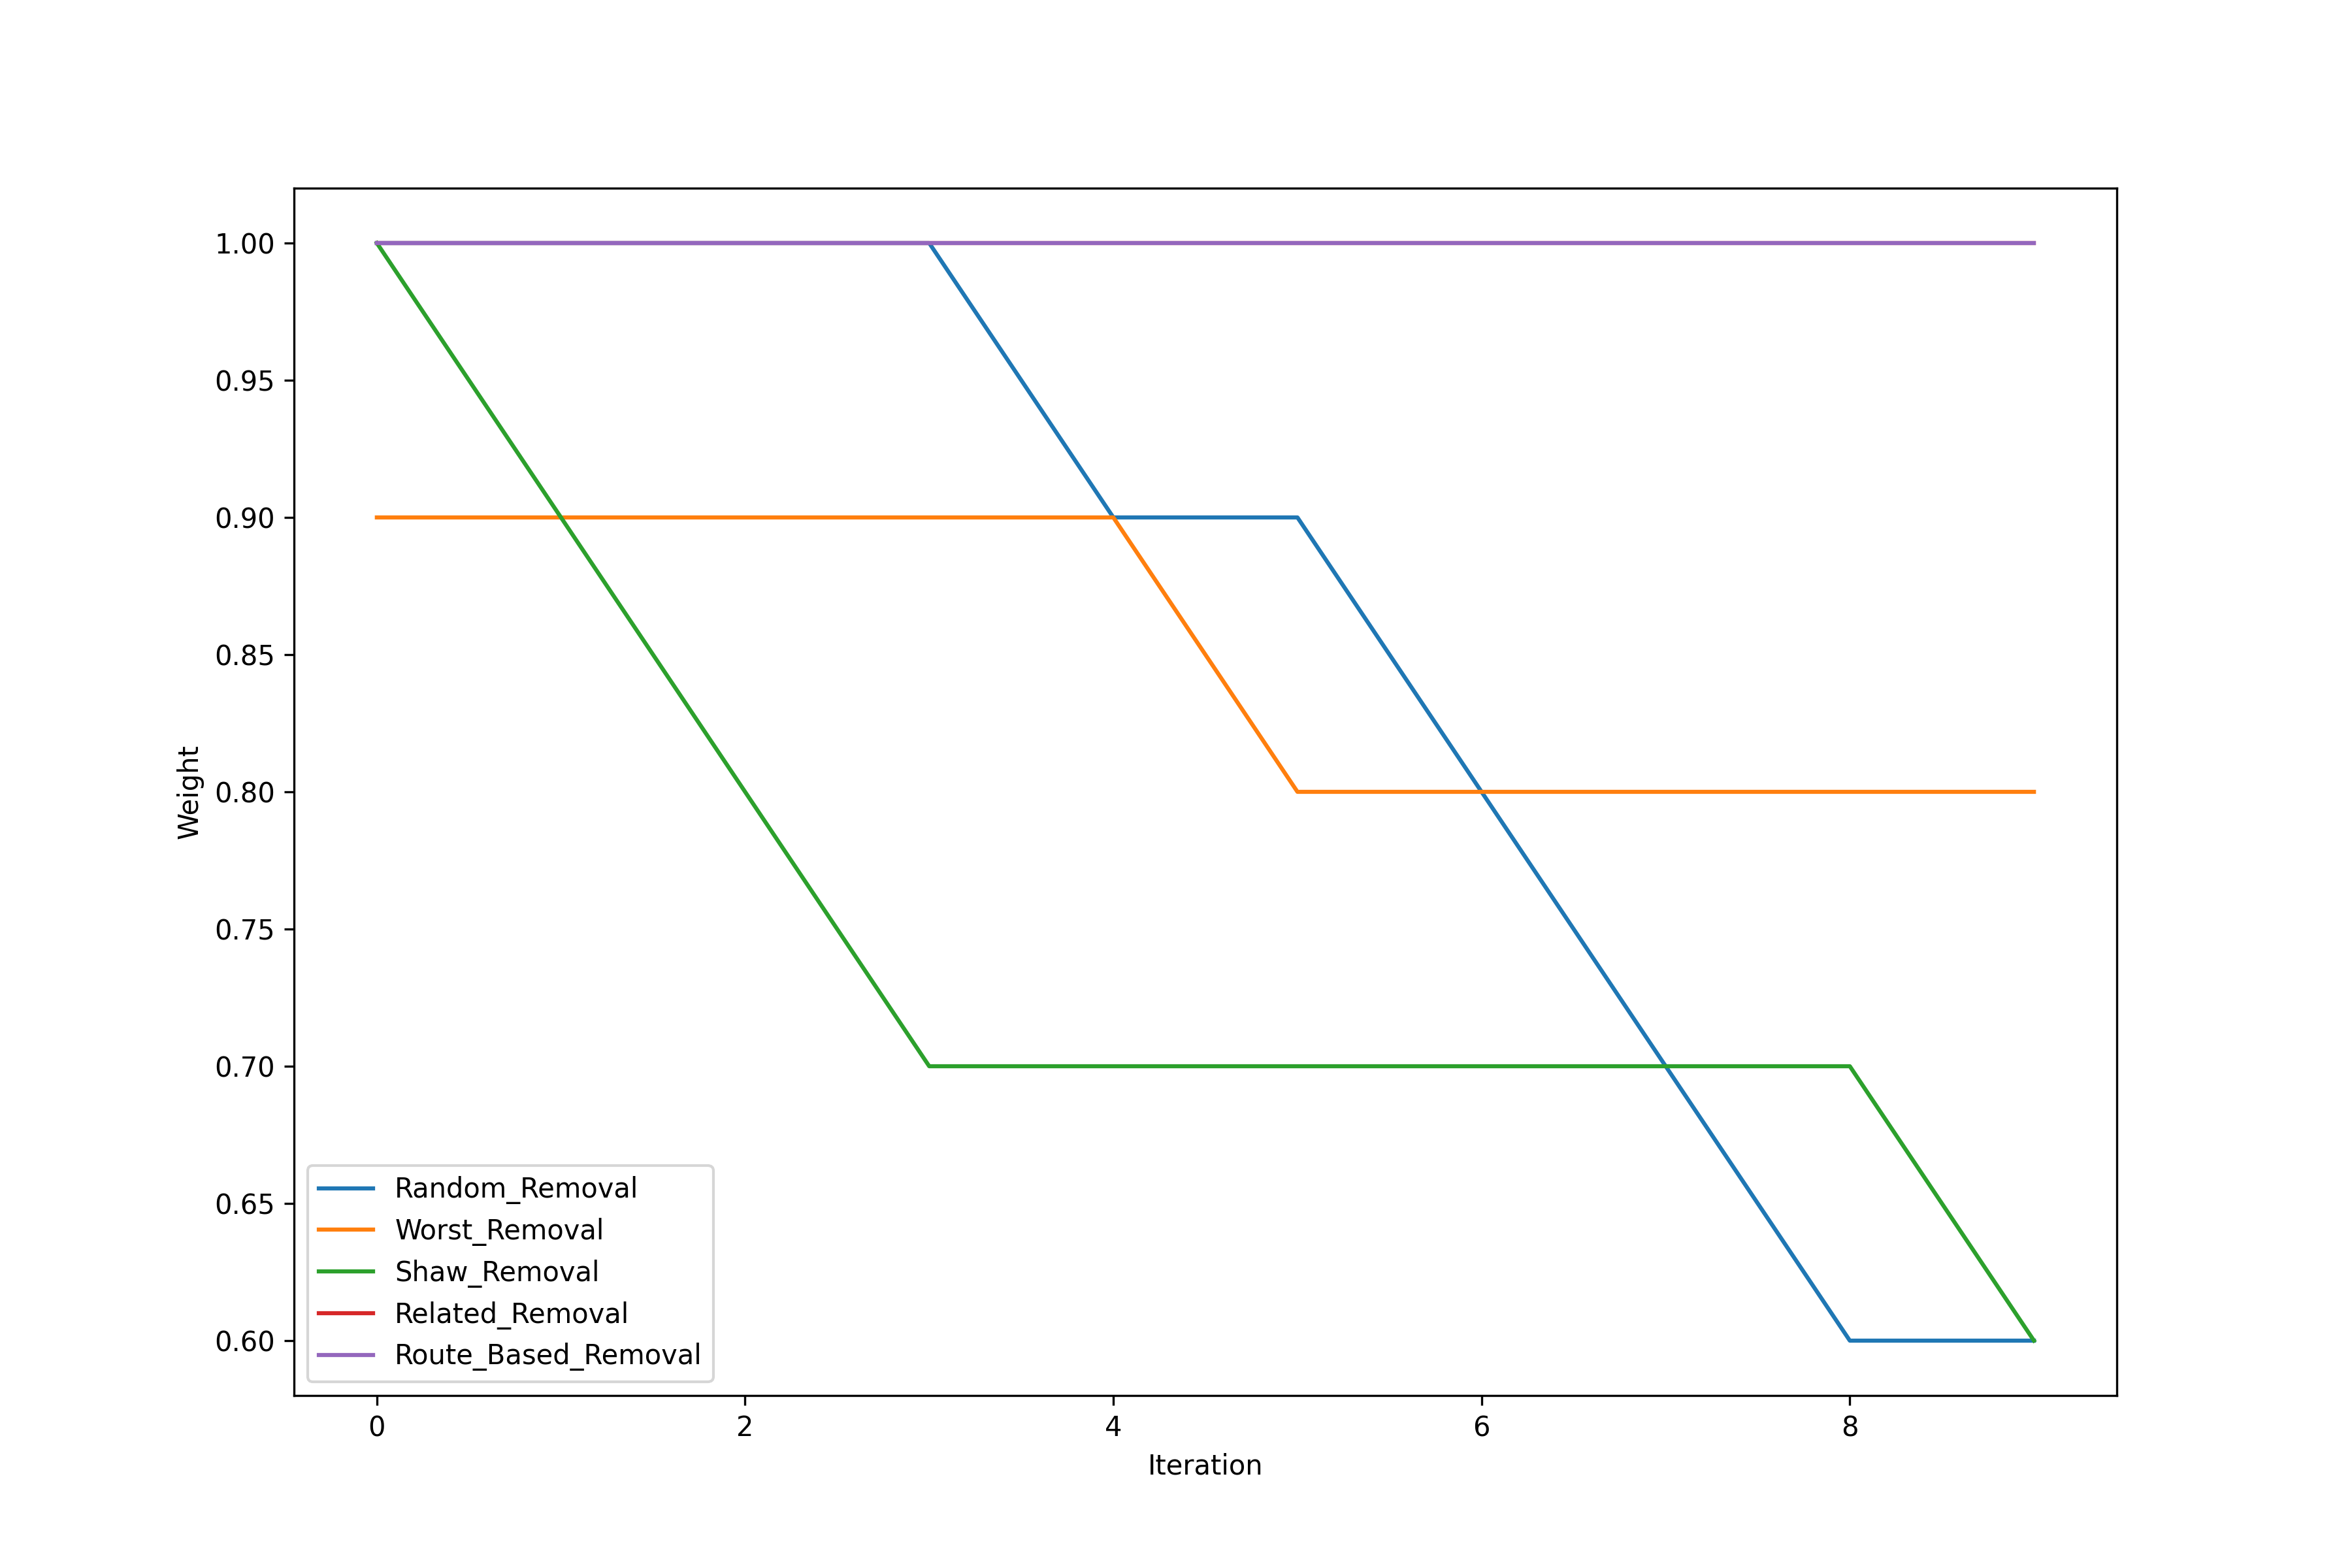 1.00
0.95
0.90
0.85
0.80
0.75
0.70
0.65
0.60
Weight
Random_Removal
Worst_Removal
Shaw_Removal
Related_Removal
Route_Based_Removal
0 2 4 6 8
Iteration